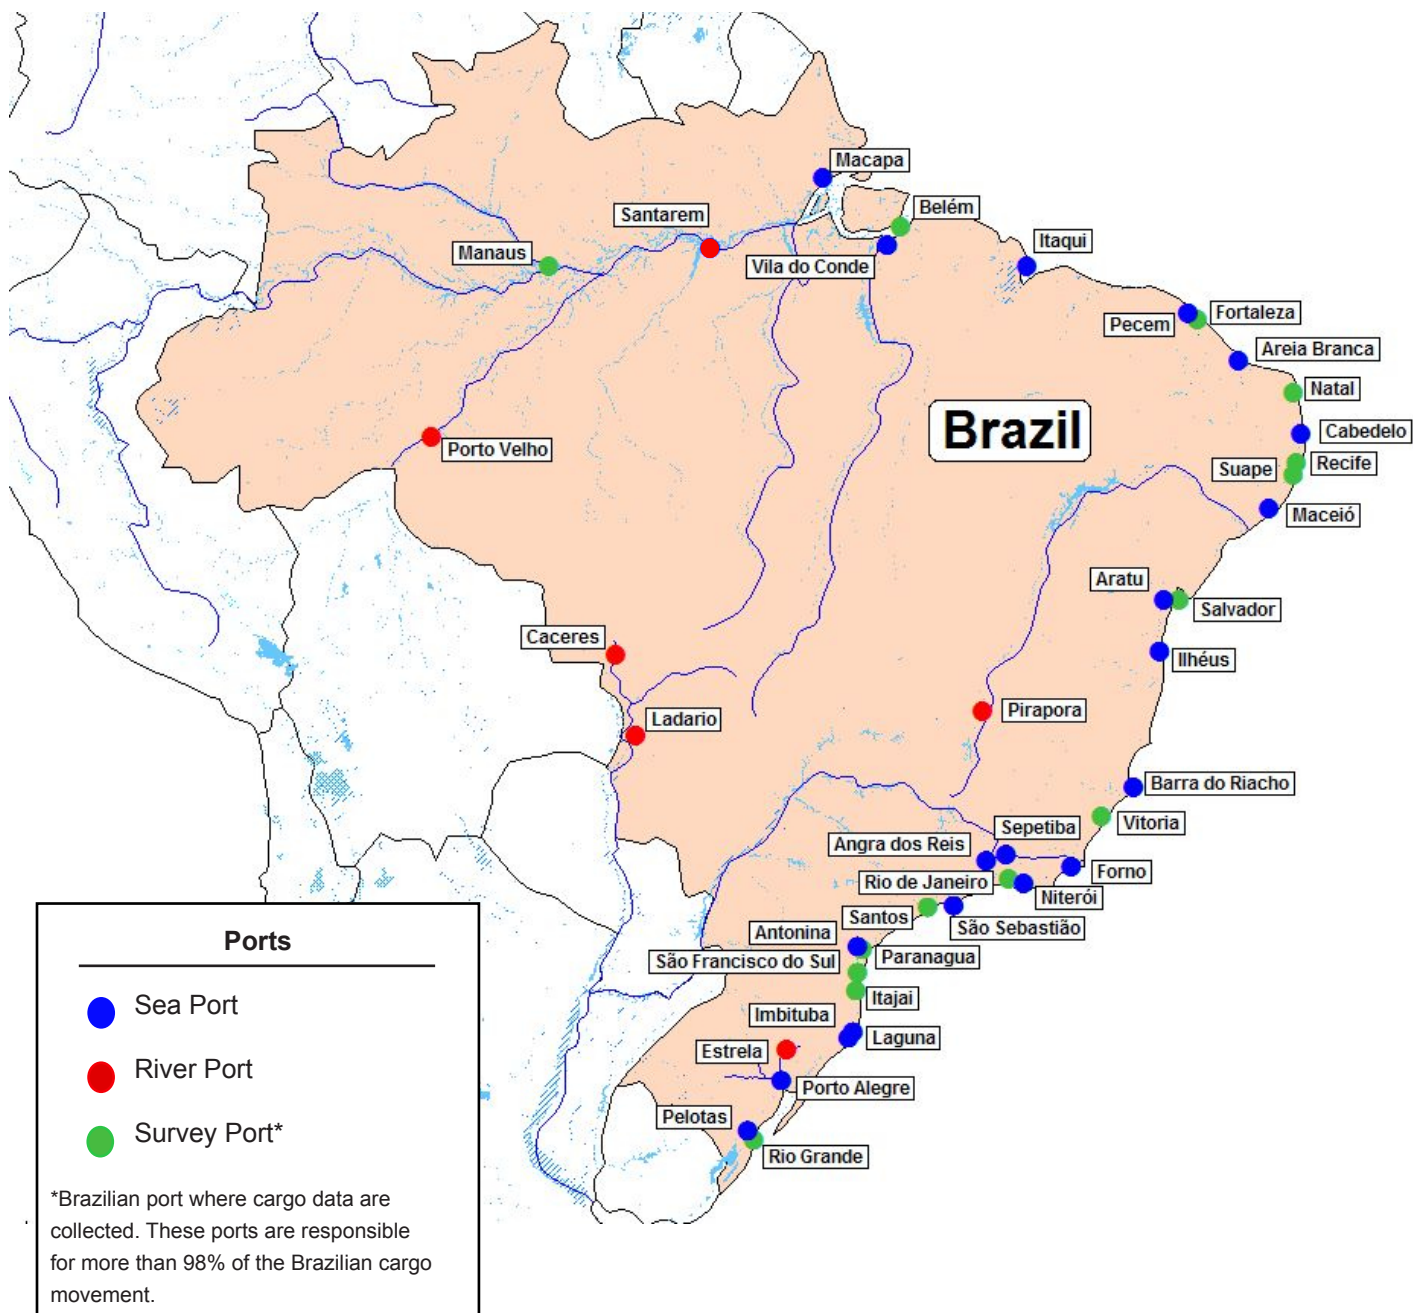 Macapa
Belém
Santarem
Itaqui
Manaus
Vila do Conde
Fortaleza
Pecem
Areia Branca
Natal
Brazil
Cabedelo
Porto Velho
Recife
Suape
Maceió
Aratu
Salvador
Caceres
Ilhéus
Pirapora
Ladario
Barra do Riacho
Vitoria
Sepetiba
Angra dos Reis
Forno
Rio de Janeiro
Niterói
Santos
São Sebastião
Antonina
Paranagua
São Francisco do Sul
Itajai
Imbituba
Laguna
Estrela
Porto Alegre
Pelotas
Rio Grande
Ports
Sea Port
River Port
Survey Port*
*Brazilian port where cargo data are
collected. These ports are responsible
for more than 98% of the Brazilian cargo
movement.